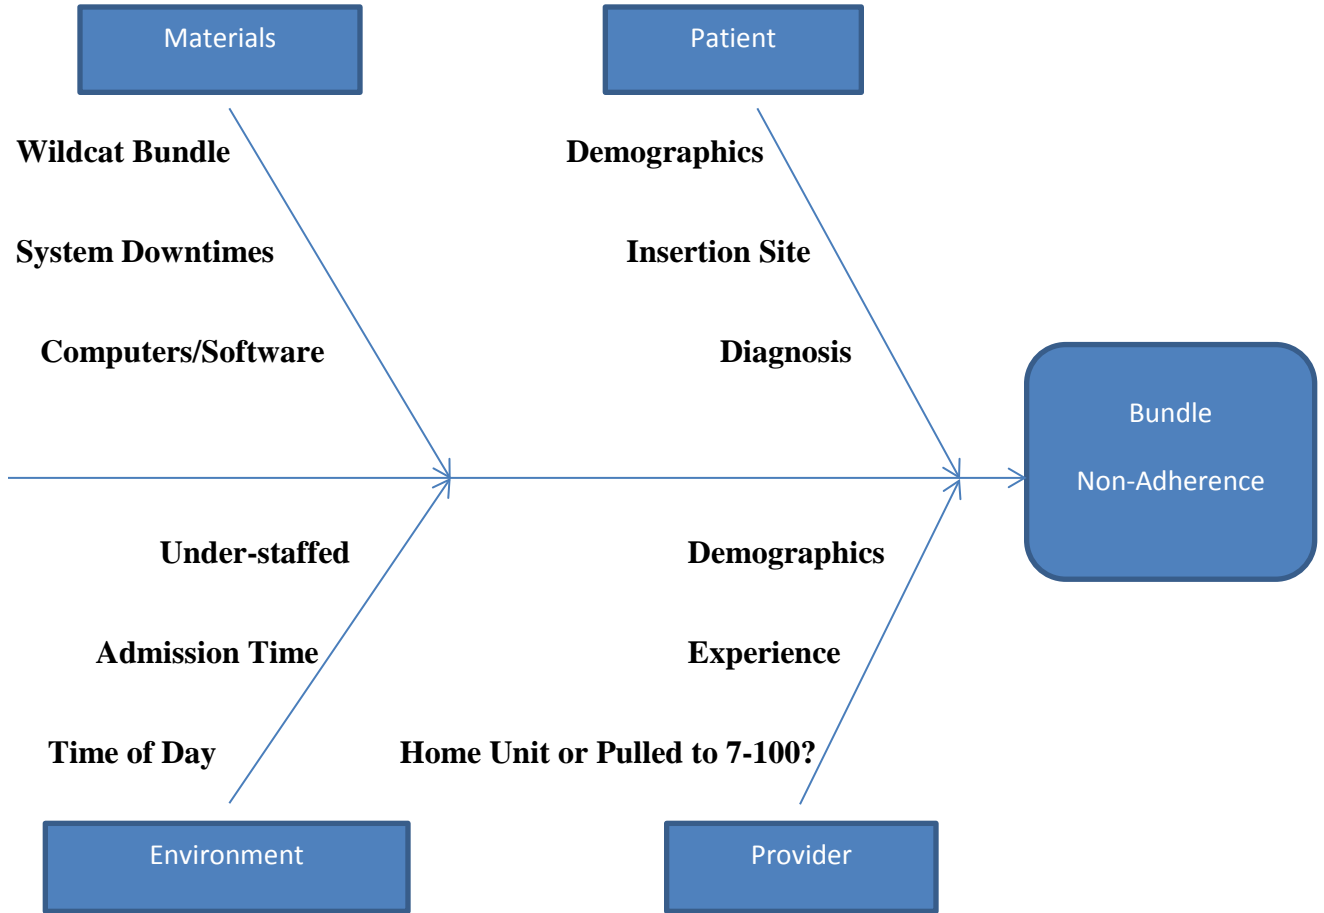 Materials
Patient
Wildcat Bundle
Demographics
System Downtimes
Insertion Site
Computers/Software
Diagnosis
Bundle
Non-Adherence
Under-staffed
Demographics
Admission Time
Experience
Time of Day
Home Unit or Pulled to 7-100?
Environment
Provider